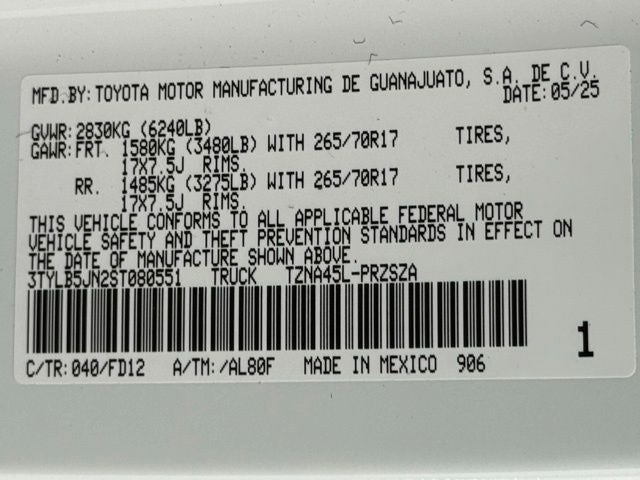 MFD.BY: TOYOTA MOTOR MANUFACTURING DE GUANAJUATO, S.A. DE C.V.
DATE: 05/25
GVWR: 2830KG (6240LB)
GAWR: FRT. 1580KG (3480LB) WITH 265/70R17 TIRES,
17X7.5J RIMS.
RR. 1485KG (3275LB) WITH 265/70R17 TIRES,
17X7.5J RIMS.
THIS VEHICLE CONFORMS TO ALL APPLICABLE FEDERAL MOTOR
VEHICLE SAFETY AND THEFT PREVENTION STANDARDS IN EFFECT ON
THE DATE OF MANUFACTURE SHOWN ABOVE.
3TYLB5JN2ST080551 TRUCK TZNA45L-PRZSZA
1
C/TR: 040/FD12 A/TM: /AL80F MADE IN MEXICO 906